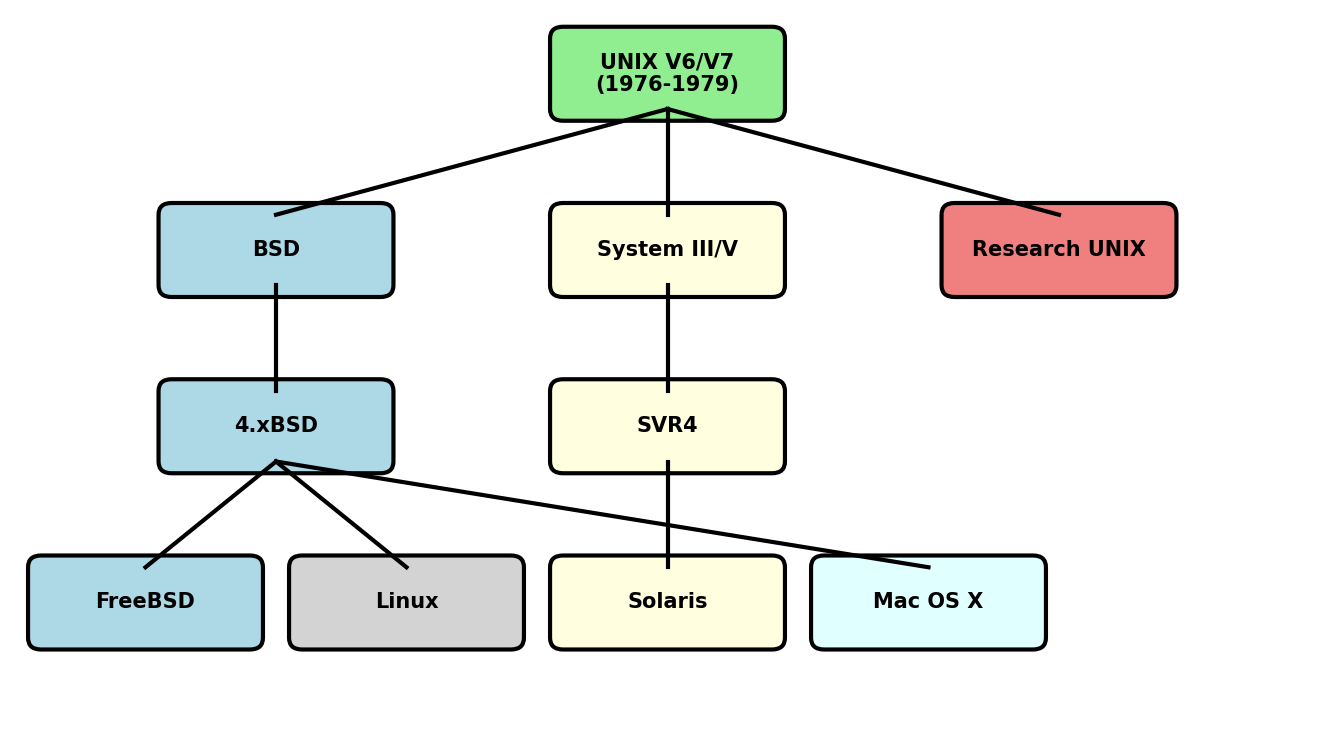 UNIX V6/V7
(1976-1979)
BSD
System III/V
Research UNIX
4.xBSD
SVR4
FreeBSD
Linux
Solaris
Mac OS X